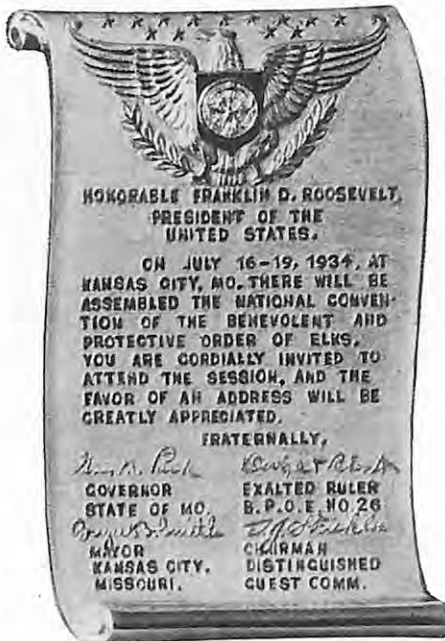 HONORABLE FRANKLIN D. ROOSEVELT,
PRESIDENT OF THE
UNITED STATES.
ON JULY 16-19, 1934, AT
KANSAS CITY, MO. THERE WILL BE
ASSEMBLED THE NATIONAL CONVEN-
TION OF THE BENEVOLENT AND
PROTECTIVE ORDER OF ELKS.
YOU ARE CORDIALLY INVITED TO
ATTEND THE SESSION, AND THE
FAVOR OF AN ADDRESS WILL BE
GREATLY APPRECIATED.
FRATERNALLY,
Park
GOVERNOR EXALTED RULER
STATE OF MO. B.P.O.E. NO. 26
Bryce B. Smith
MAYOR CHAIRMAN
KANSAS CITY, DISTINGUISHED
MISSOURI. GUEST COMM.